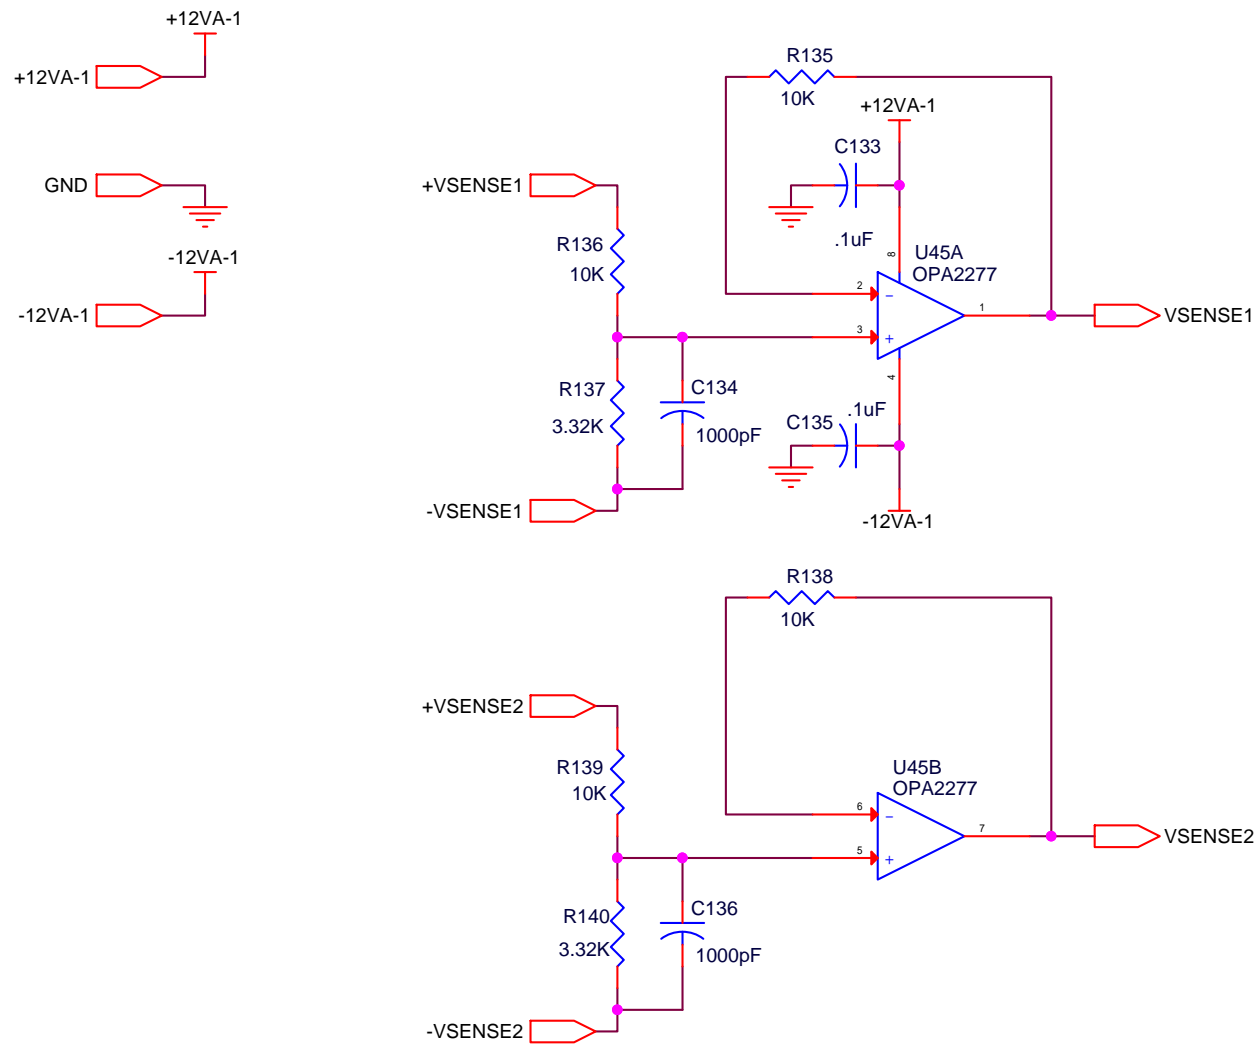 +12VA-1
+12VA-1
GND
-12VA-1
-12VA-1
R135
10K
+12VA-1
C133
.1uF
+VSENSE1
R136
10K
8
U45A
OPA2277
2
−
3
+
1
VSENSE1
4
R137
3.32K
C134
1000pF
C135
.1uF
-VSENSE1
-12VA-1
R138
10K
+VSENSE2
R139
10K
U45B
OPA2277
6
−
5
+
7
VSENSE2
R140
3.32K
C136
1000pF
-VSENSE2